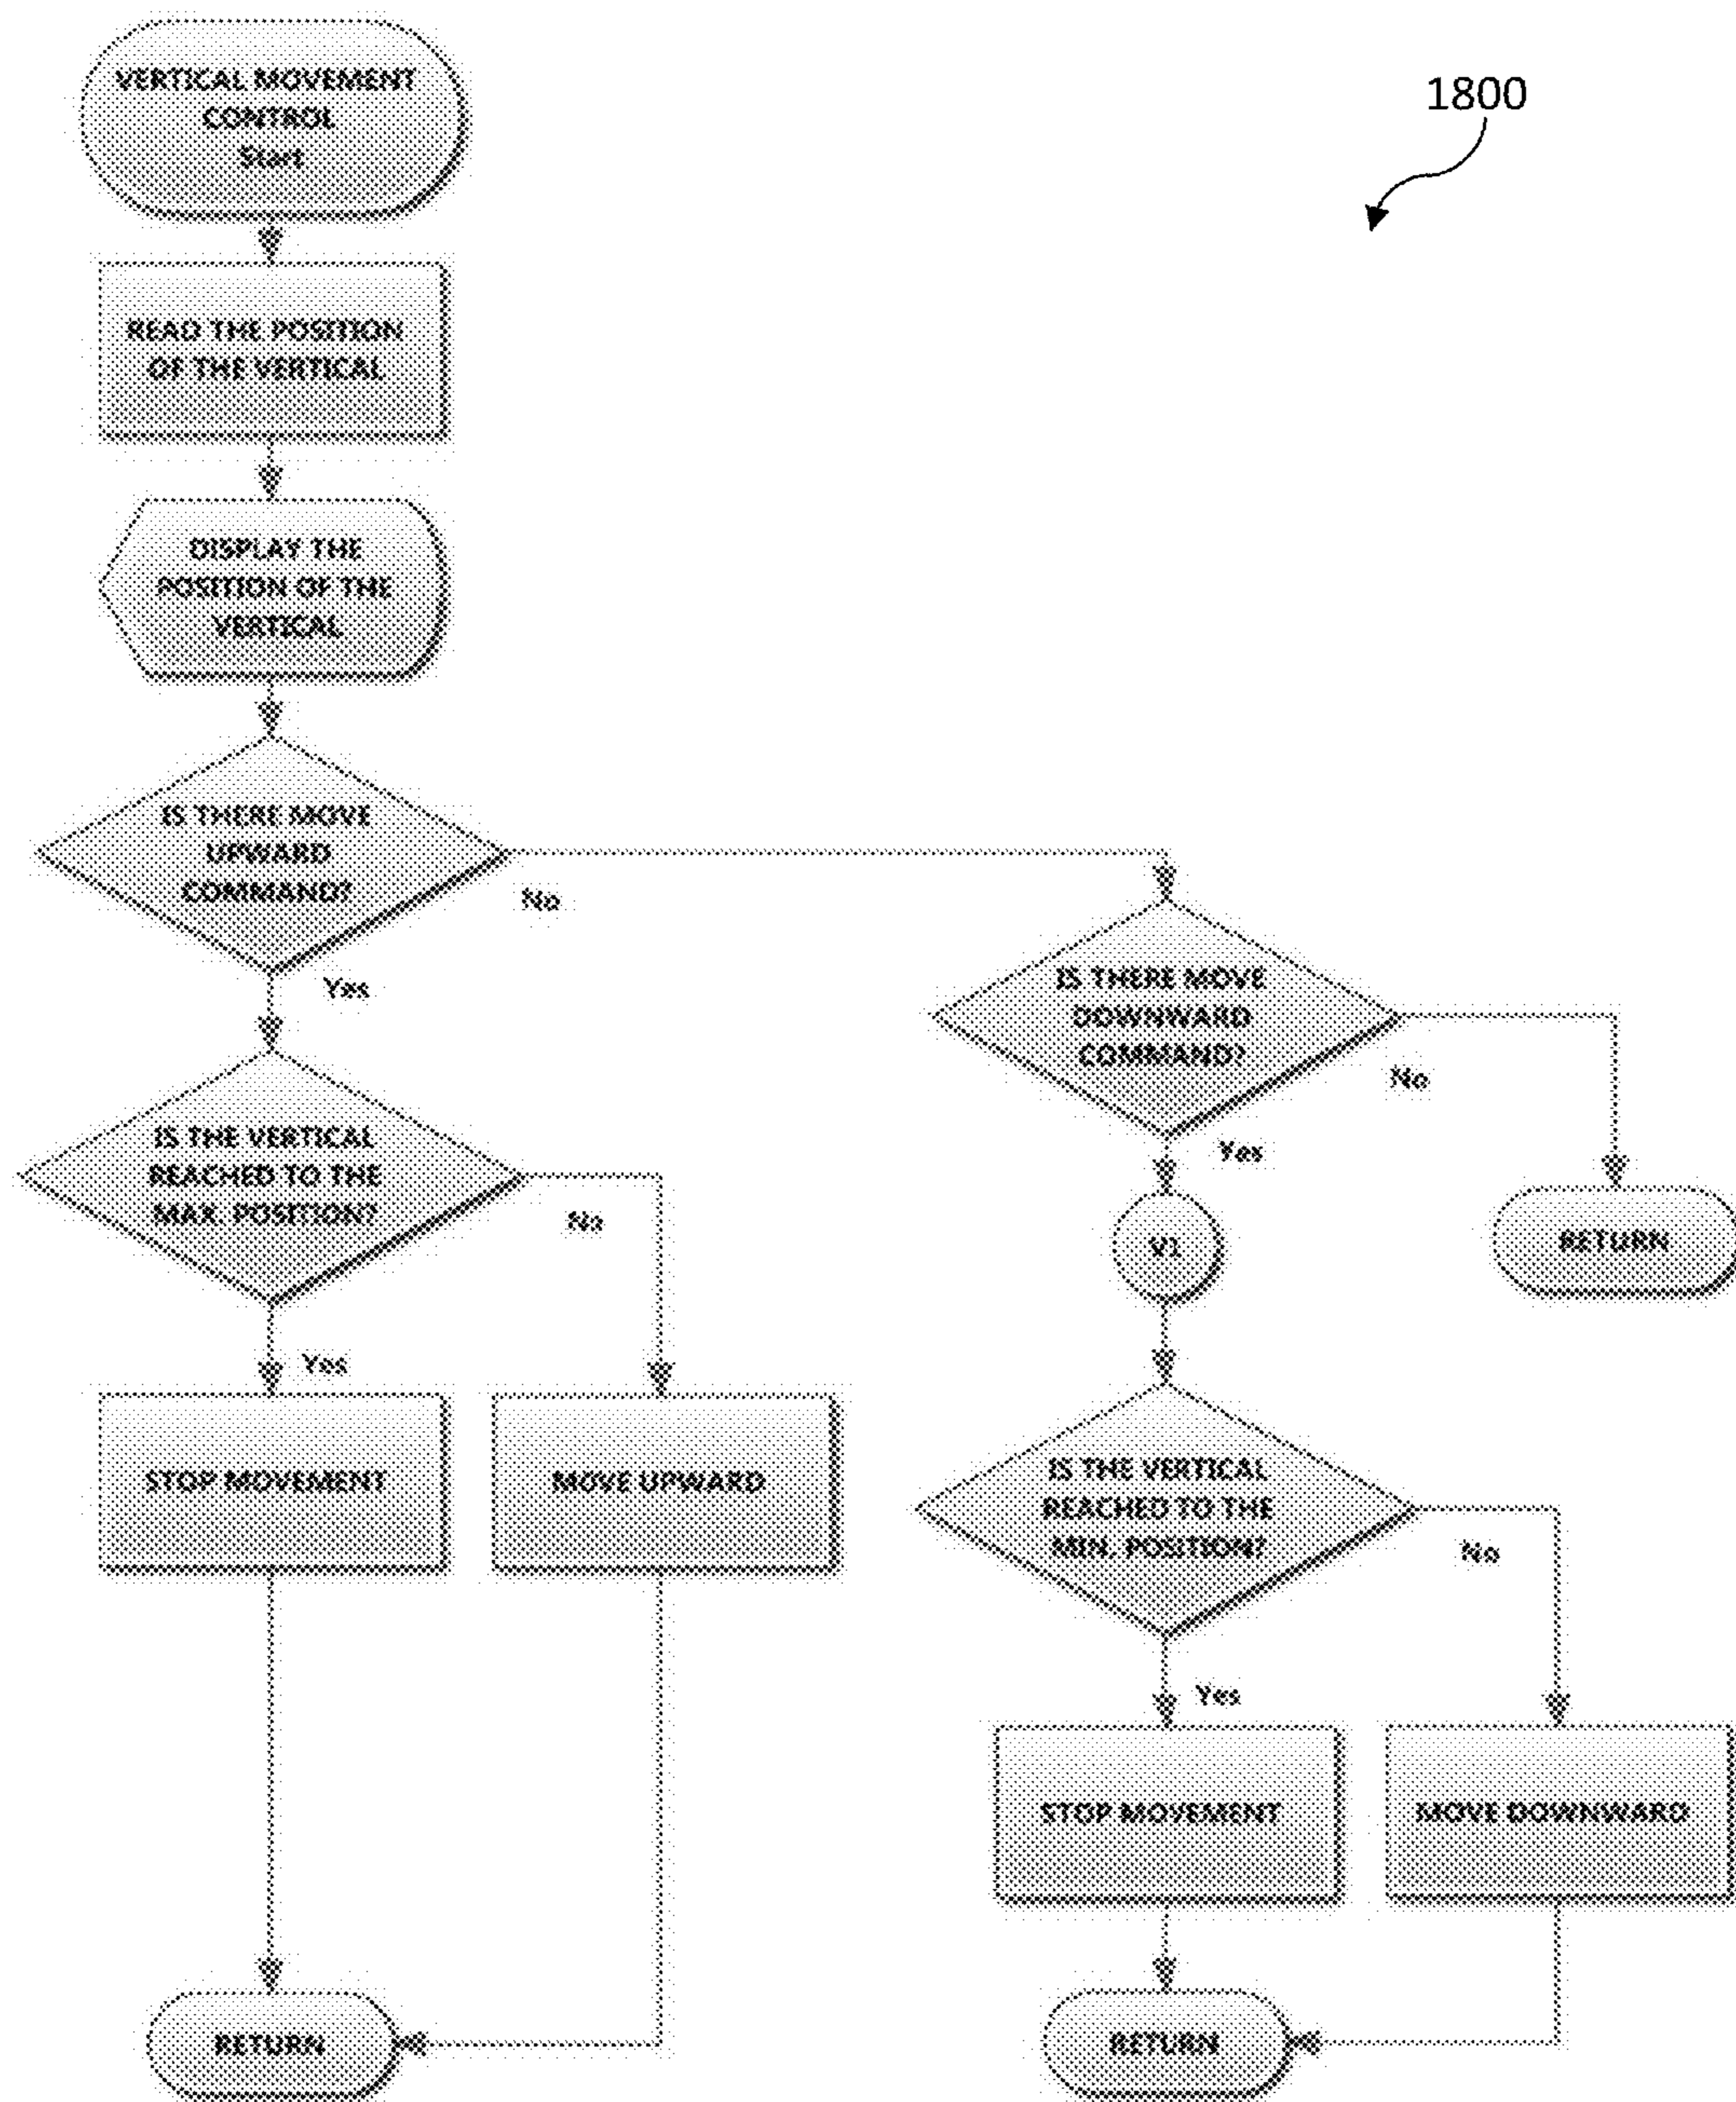 VERTICAL MOVEMENT
CONTROL
Start
1800
READ THE POSITION
OF THE VERTICAL
DISPLAY THE
POSITION OF THE
VERTICAL
IS THERE MOVE
UPWARD
COMMAND?
No
Yes
IS THERE MOVE
DOWNWARD
COMMAND?
No
Yes
IS THE VERTICAL
REACHED TO THE
MAX. POSITION?
No
Yes
V1
RETURN
STOP MOVEMENT
MOVE UPWARD
IS THE VERTICAL
REACHED TO THE
MIN. POSITION?
No
Yes
STOP MOVEMENT
MOVE DOWNWARD
RETURN
RETURN